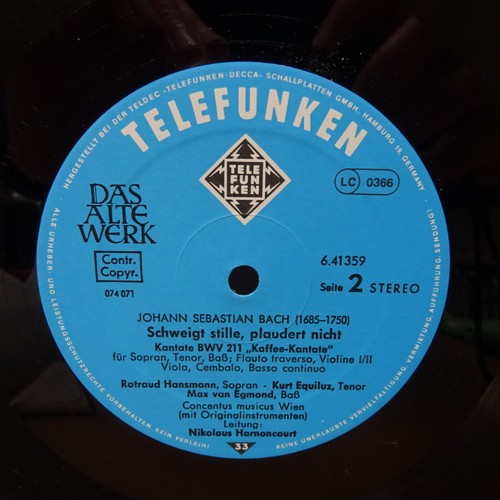 HERGESTELLT BEI DER TELDEC »TELEFUNKEN-DECCA« SCHALLPLATTEN GMBH, HAMBURG 19, GERMANY
TELEFUNKEN
TELE
FUN
KEN
LC 0366
DAS
ALTE
WERK
Contr.
Copyr.
074 071
6.41359
Seite 2 STEREO
JOHANN SEBASTIAN BACH (1685–1750)
Schweigt stille, plaudert nicht
Kantate BWV 211 „Kaffee-Kantate“
für Sopran, Tenor, Baß; Flauto traverso, Violine I/II
Viola, Cembalo, Basso continuo
Rotraud Hansmann, Sopran - Kurt Equiluz, Tenor
Max van Egmond, Baß
Concentus musicus Wien
(mit Originalinstrumenten)
Leitung:
Nikolaus Harnoncourt
33
ALLE URHEBER- UND LEISTUNGSSCHUTZRECHTE VORBEHALTEN KEIN VERLEIH!
KEINE UNERLAUBTE VERVIELFÄLTIGUNG, VERMIETUNG, AUFFÜHRUNG, SENDUNG!